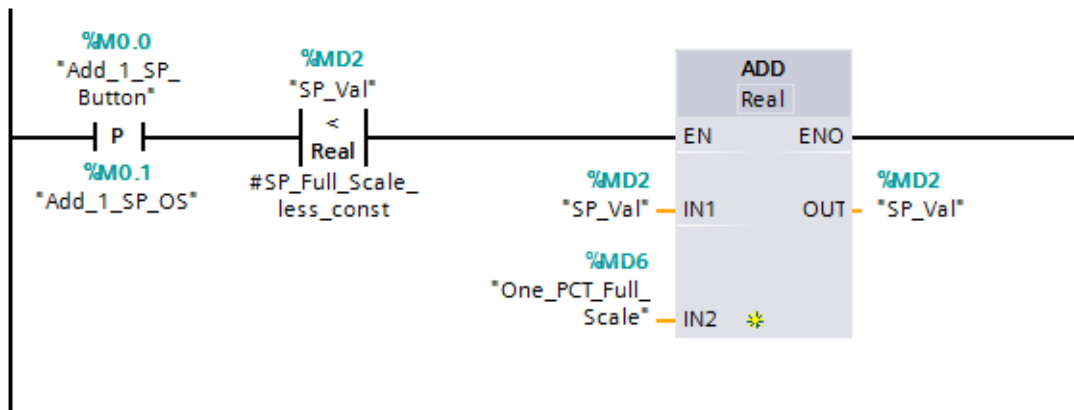 %M0.0
"Add_1_SP_
Button"
P
%M0.1
"Add_1_SP_OS"
%MD2
"SP_Val"
<
Real
#SP_Full_Scale_
less_const
ADD
Real
EN ENO
%MD2
"SP_Val" IN1
OUT
%MD2
"SP_Val"
%MD6
"One_PCT_Full_
Scale" IN2